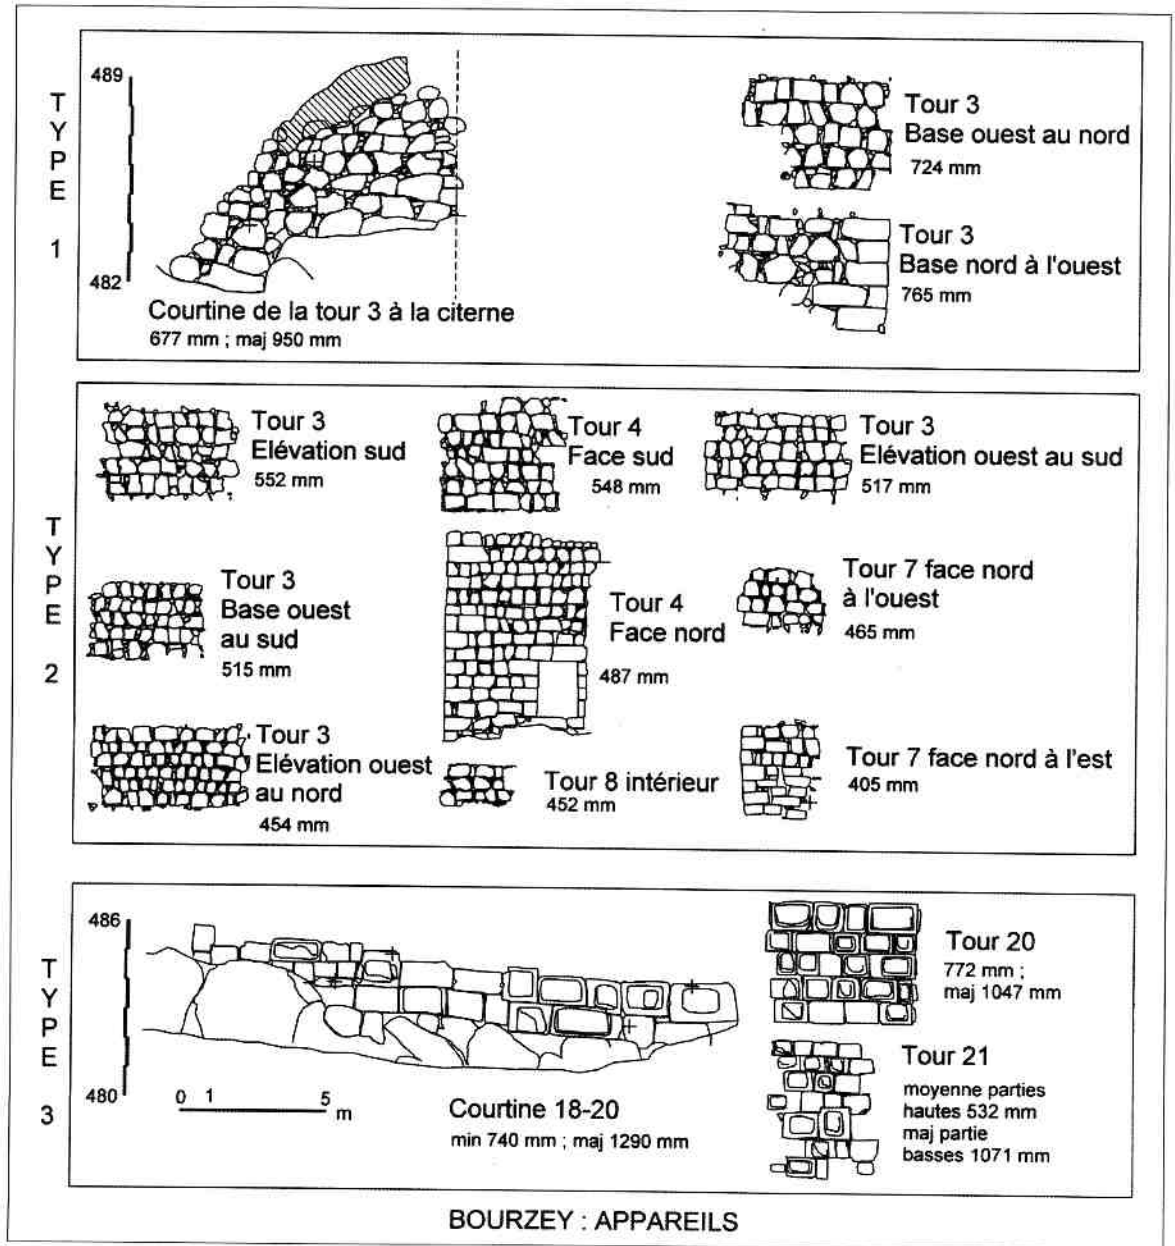 TYPE 1
489
482
Courtine de la tour 3 à la citerne
677 mm ; maj 950 mm
Tour 3
Base ouest au nord
724 mm
Tour 3
Base nord à l'ouest
765 mm
TYPE 2
Tour 3
Elévation sud
552 mm
Tour 4
Face sud
548 mm
Tour 3
Elévation ouest au sud
517 mm
Tour 3
Base ouest
au sud
515 mm
Tour 4
Face nord
487 mm
Tour 7 face nord
à l'ouest
465 mm
Tour 3
Elévation ouest
au nord
454 mm
Tour 8 intérieur
452 mm
Tour 7 face nord à l'est
405 mm
TYPE 3
486
480
0 1 5
m
Courtine 18-20
min 740 mm ; maj 1290 mm
Tour 20
772 mm ;
maj 1047 mm
Tour 21
moyenne parties
hautes 532 mm
maj partie
basses 1071 mm
BOURZEY : APPAREILS